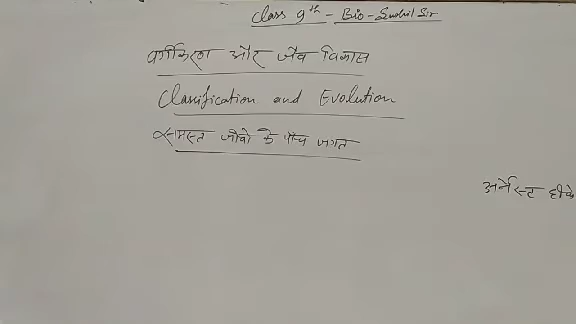 Class 9th - Bio - Sushil Sir
वर्गीकरण और जैव विकास
Classification and Evolution
समस्त जीवो के पाँच जगत
अर्नेस्ट हीके